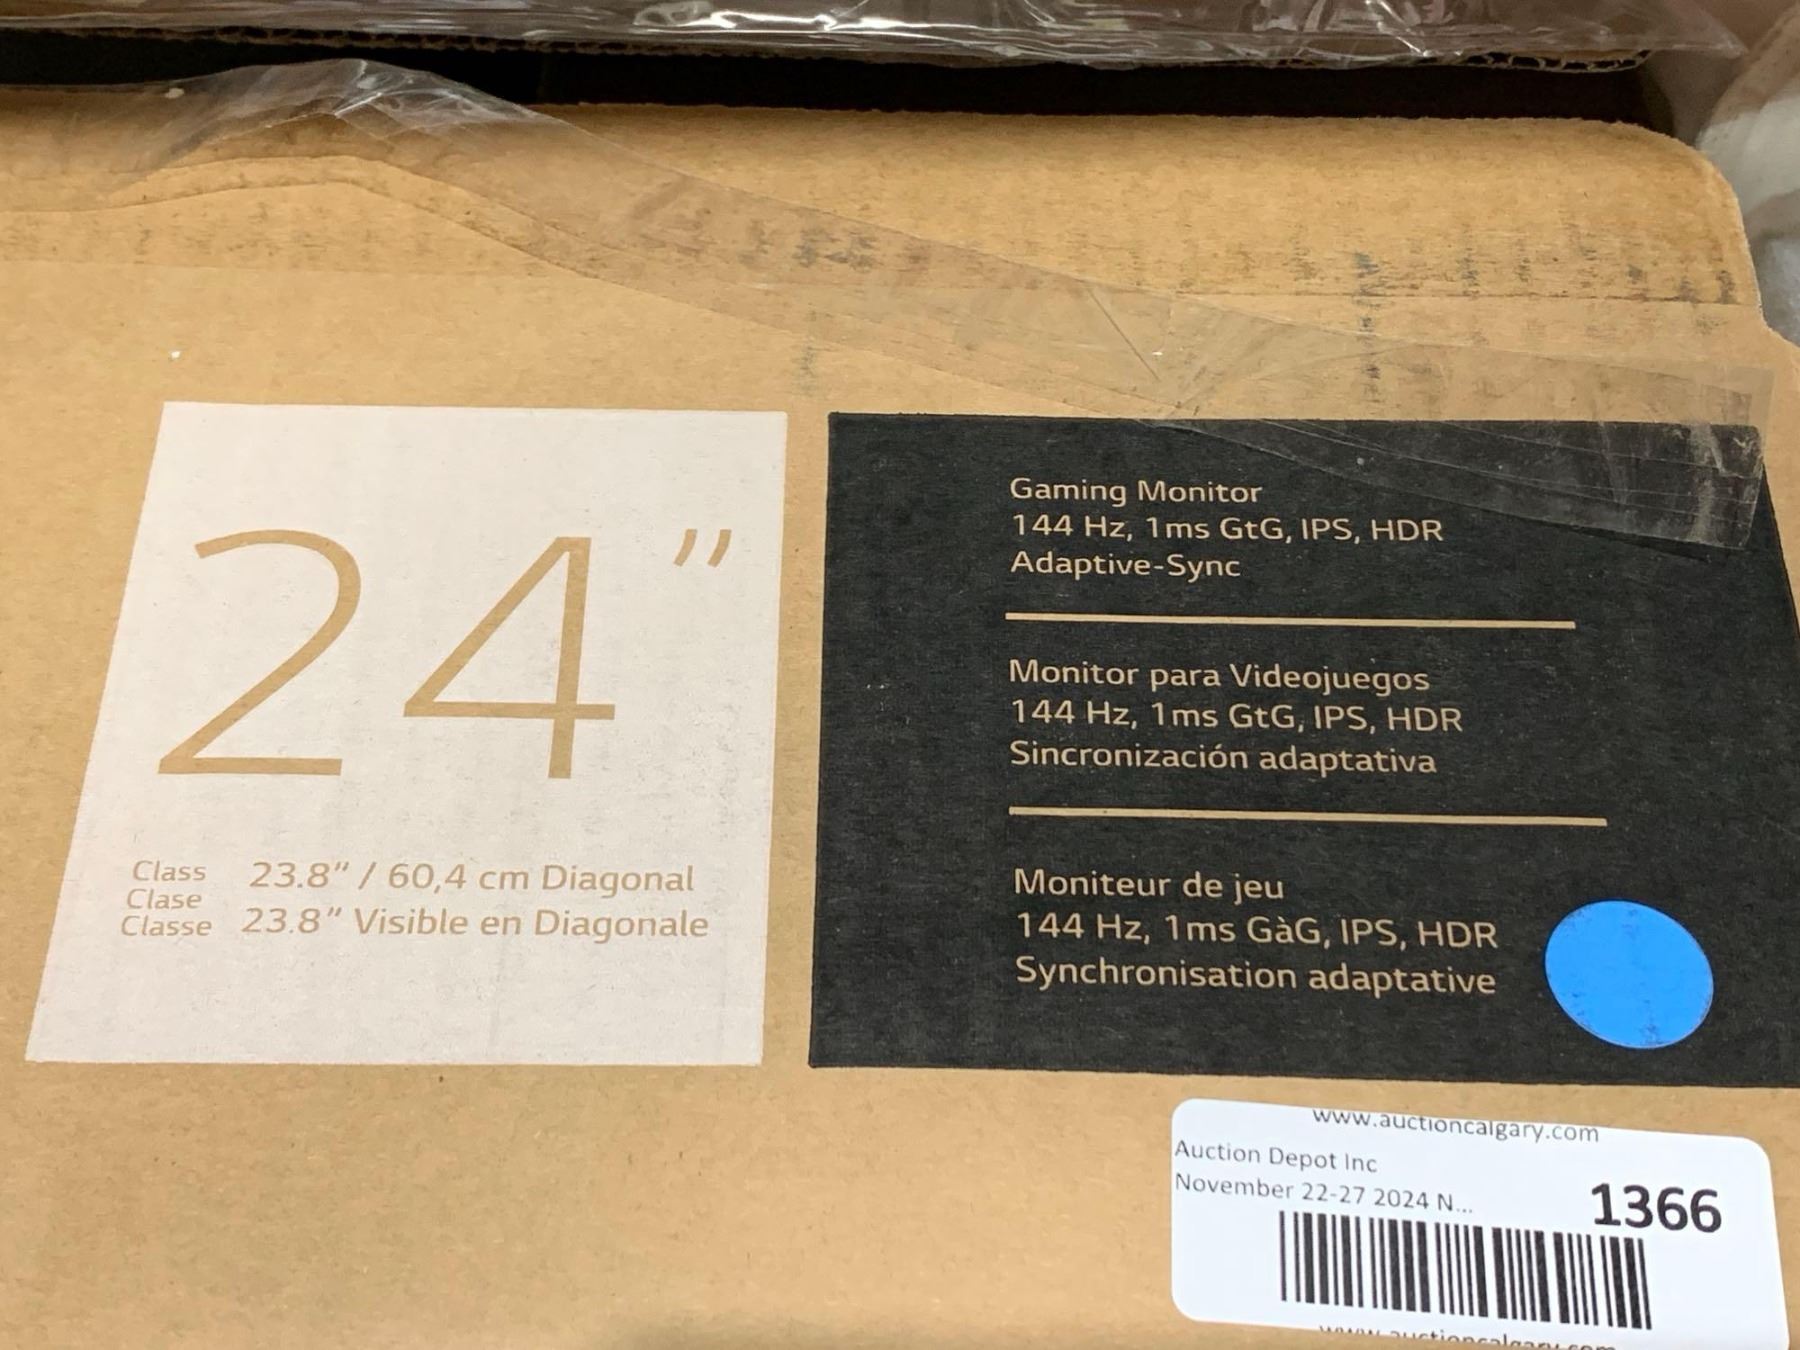 24"
Class
Clase
Classe
23.8" / 60,4 cm Diagonal
23.8" Visible en Diagonale
Gaming Monitor
144 Hz, 1ms GtG, IPS, HDR
Adaptive-Sync
Monitor para Videojuegos
144 Hz, 1ms GtG, IPS, HDR
Sincronización adaptativa
Moniteur de jeu
144 Hz, 1ms GàG, IPS, HDR
Synchronisation adaptative
www.auctioncalgary.com
Auction Depot Inc
November 22-27 2024 N...
1366
www.auctioncalgary.com